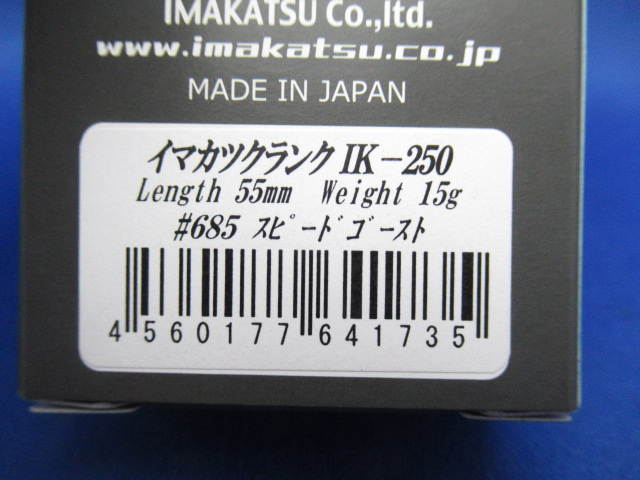 IMAKATSU Co.,ltd.
www.imakatsu.co.jp
MADE IN JAPAN
イマカツクランク IK-250
Length 55mm Weight 15g
#685 スピードゴースト
4 560177 641735